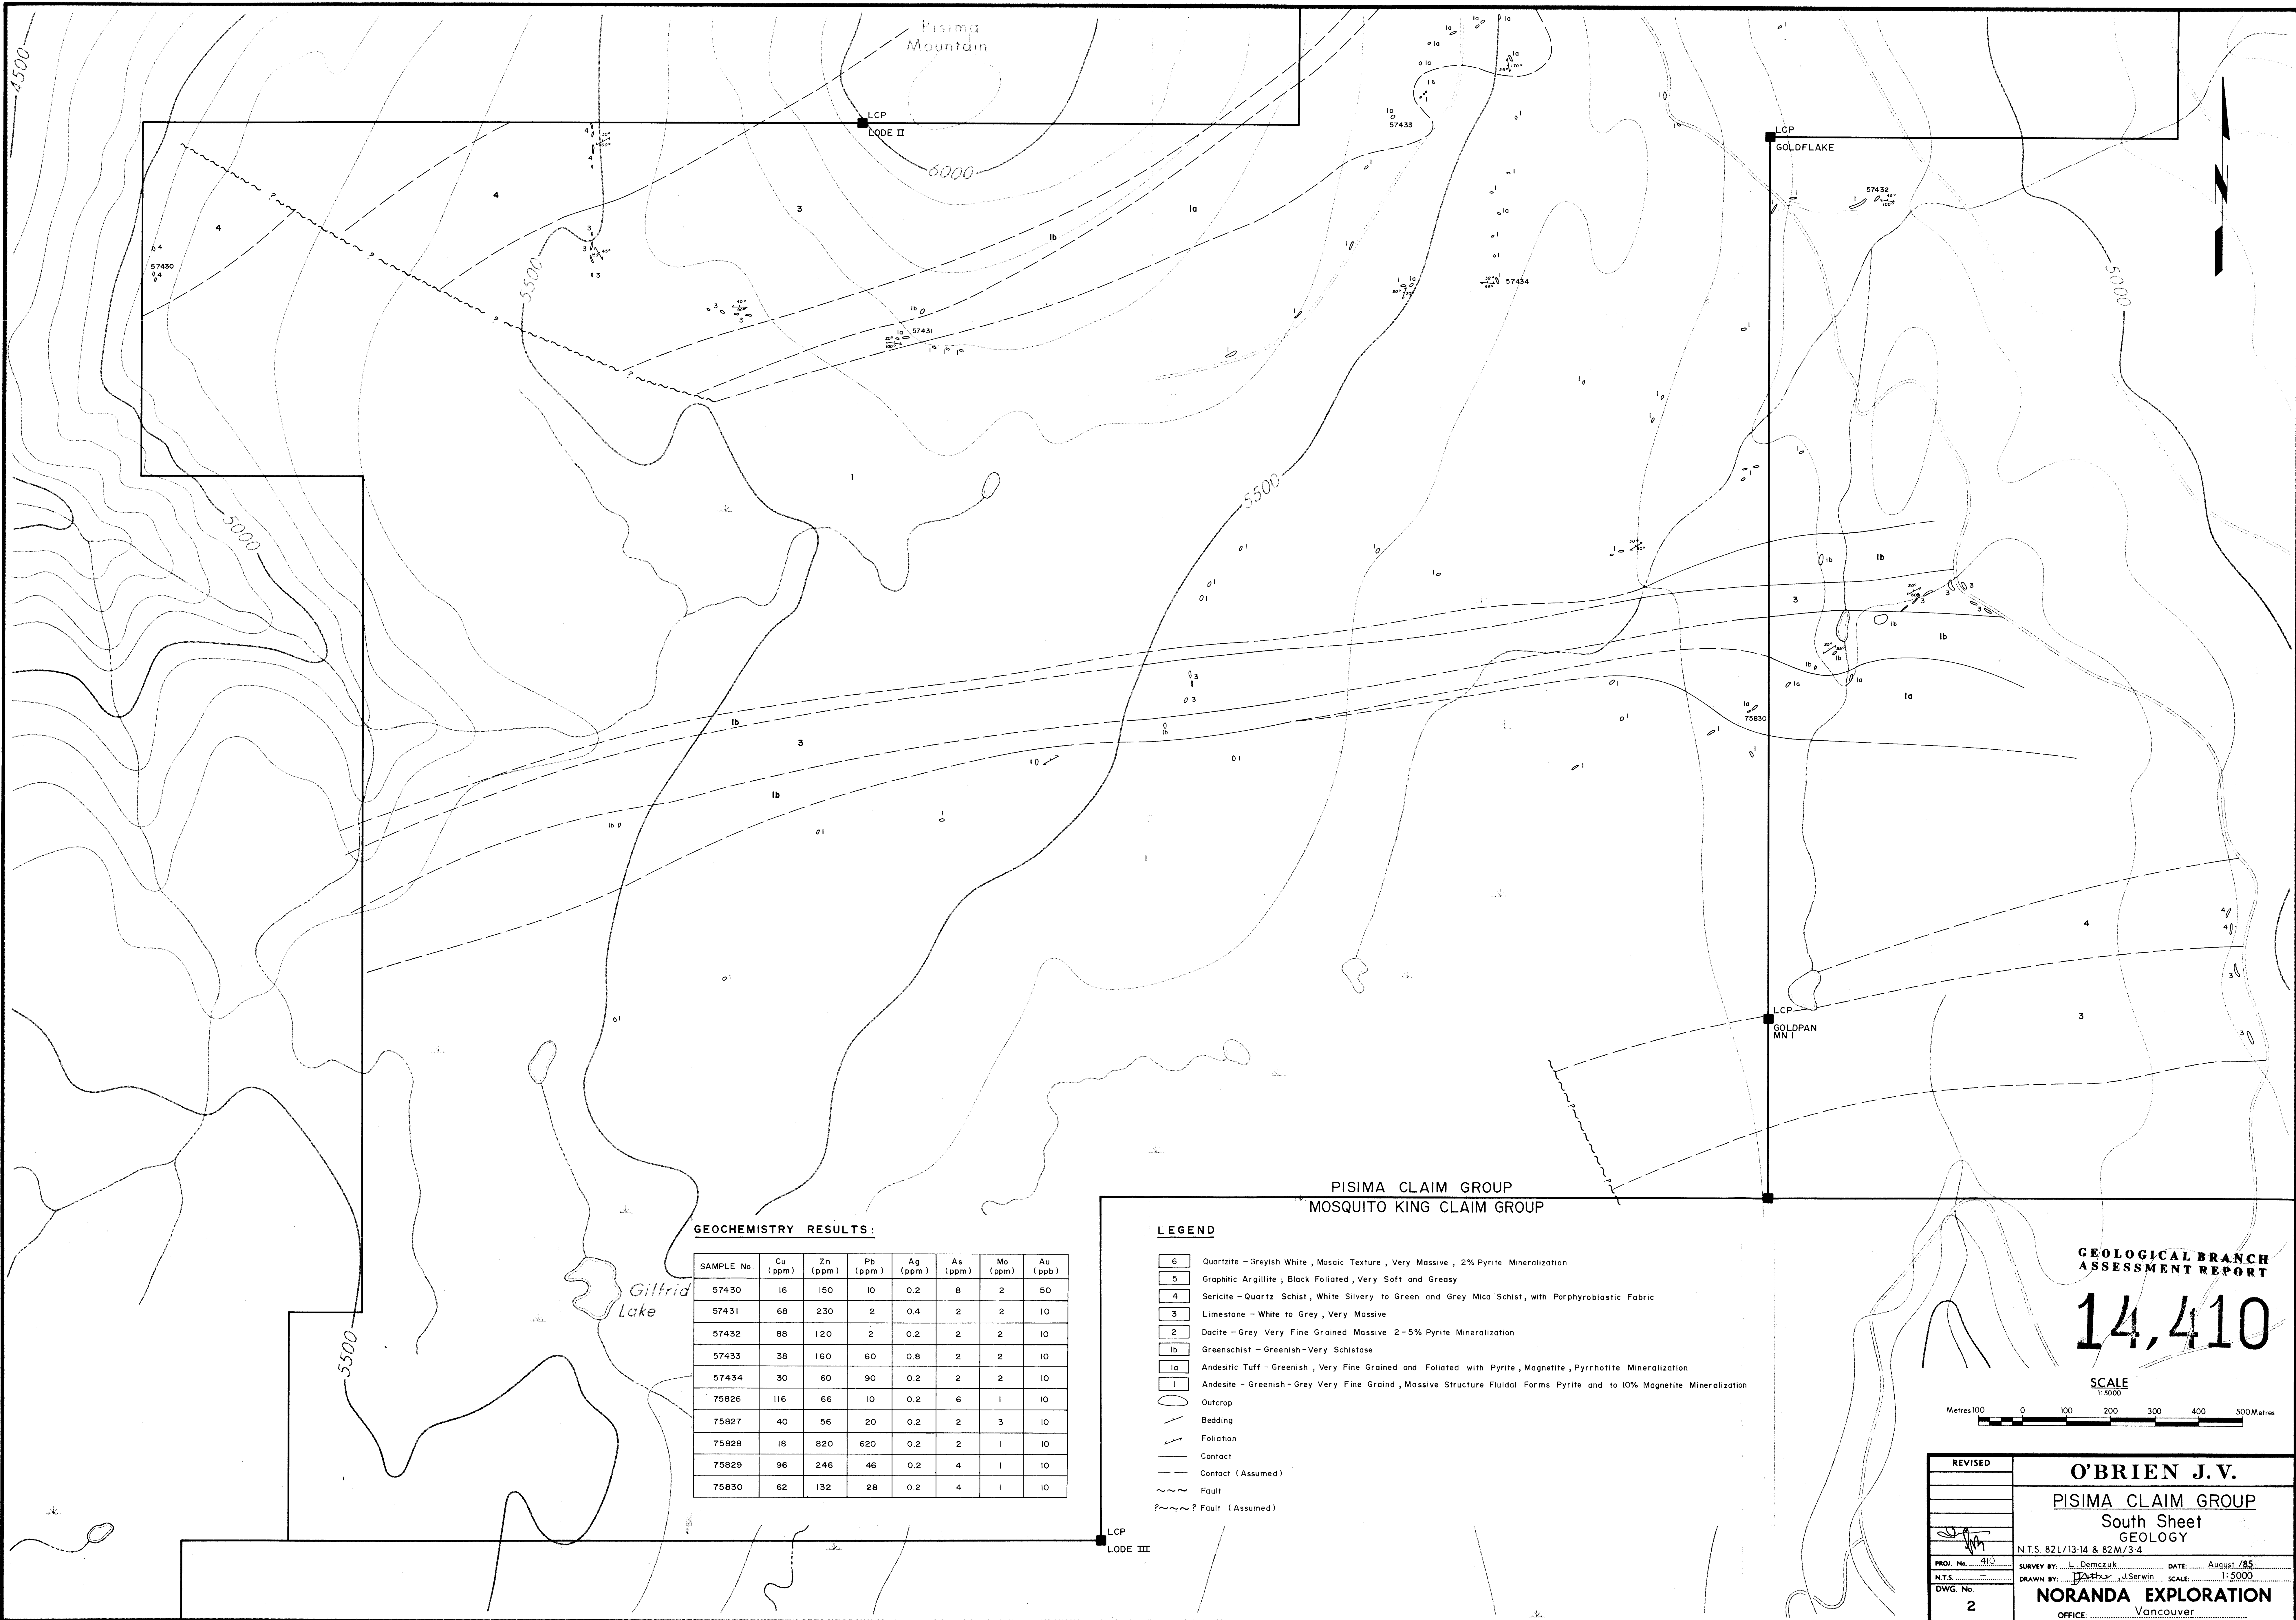 Pisima
Mountain
4500
LCP
LODE II
6000
LCP
GOLDFLAKE
57433
57432
57430
57431
57434
5500
5000
5000
5500
75830
LCP
GOLDPAN
MN 1
PISIMA CLAIM GROUP
MOSQUITO KING CLAIM GROUP
Gilfrid
Lake
5500
LCP
LODE III
GEOCHEMISTRY RESULTS:
SAMPLE No. Cu (ppm) Zn (ppm) Pb (ppm) Ag (ppm) As (ppm) Mo (ppm) Au (ppb)
57430 16 150 10 0.2 8 2 50
57431 68 230 2 0.4 2 2 10
57432 88 120 2 0.2 2 2 10
57433 38 160 60 0.8 2 2 10
57434 30 60 90 0.2 2 2 10
75826 116 66 10 0.2 6 1 10
75827 40 56 20 0.2 2 3 10
75828 18 820 620 0.2 2 1 10
75829 96 246 46 0.2 4 1 10
75830 62 132 28 0.2 4 1 10
LEGEND
6 Quartzite - Greyish White, Mosaic Texture, Very Massive, 2% Pyrite Mineralization
5 Graphitic Argillite; Black Foliated, Very Soft and Greasy
4 Sericite - Quartz Schist, White Silvery to Green and Grey Mica Schist, with Porphyroblastic Fabric
3 Limestone - White to Grey, Very Massive
2 Dacite - Grey Very Fine Grained Massive 2-5% Pyrite Mineralization
1b Greenschist - Greenish-Very Schistose
1a Andesitic Tuff - Greenish, Very Fine Grained and Foliated with Pyrite, Magnetite, Pyrrhotite Mineralization
1 Andesite - Greenish-Grey Very Fine Graind, Massive Structure Fluidal Forms Pyrite and to 10% Magnetite Mineralization
Outcrop
Bedding
Foliation
Contact
Contact (Assumed)
Fault
?~~~? Fault (Assumed)
GEOLOGICAL BRANCH
ASSESSMENT REPORT
14,410
SCALE
1:5000
Metres 100 0 100 200 300 400 500 Metres
REVISED
O'BRIEN J.V.
PISIMA CLAIM GROUP
South Sheet
GEOLOGY
N.T.S. 82L/13-14 & 82M/3-4
PROJ. No. 410
SURVEY BY: L. Demczuk DATE: August /85
N.T.S. —
DRAWN BY: , J.Serwin SCALE: 1:5000
DWG. No.
2
NORANDA EXPLORATION
OFFICE: Vancouver